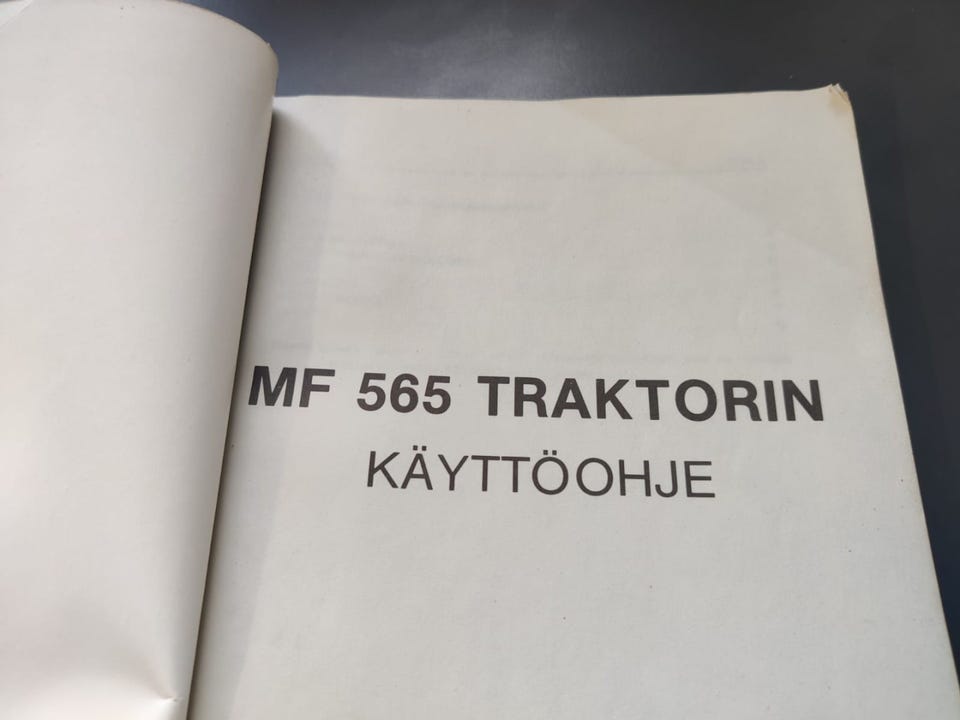 MF 565 TRAKTORIN
KÄYTTÖOHJE